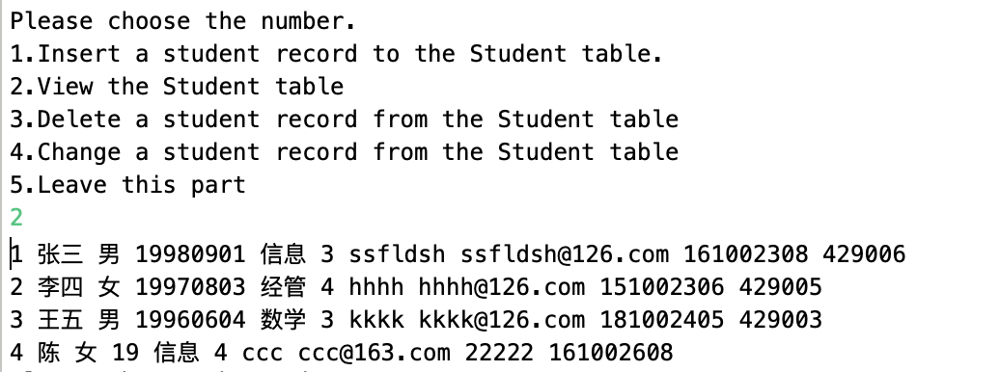 Please choose the number.
1.Insert a student record to the Student table.
2.View the Student table
3.Delete a student record from the Student table
4.Change a student record from the Student table
5.Leave this part
2
1 张三 男 19980901 信息 3 ssfldsh ssfldsh@126.com 161002308 429006
2 李四 女 19970803 经管 4 hhhh hhhh@126.com 151002306 429005
3 王五 男 19960604 数学 3 kkkk kkkk@126.com 181002405 429003
4 陈 女 19 信息 4 ccc ccc@163.com 22222 161002608